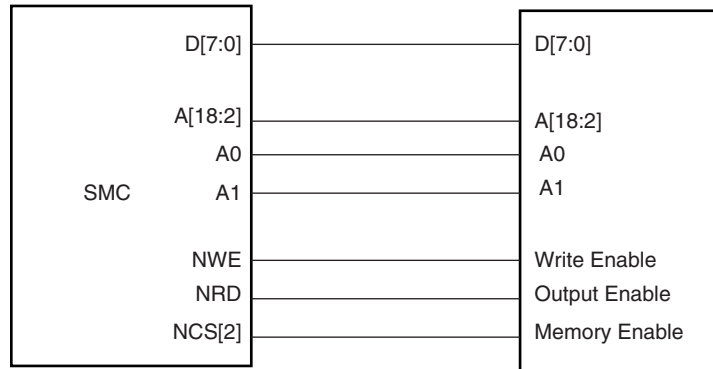 D[7:0] D[7:0]
A[18:2] A[18:2]
A0 A0
SMC A1 A1
NWE Write Enable
NRD Output Enable
NCS[2] Memory Enable